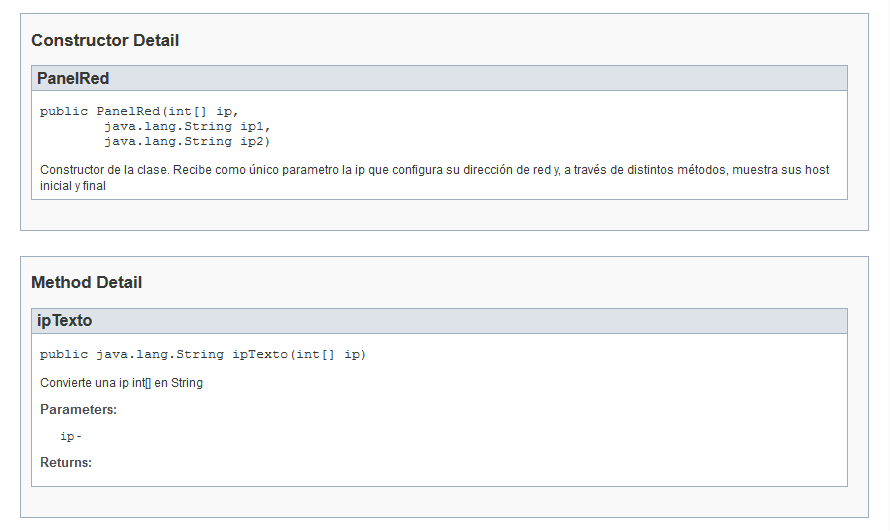 Constructor Detail
PanelRed
public PanelRed(int[] ip,
java.lang.String ip1,
java.lang.String ip2)
Constructor de la clase. Recibe como único parametro la ip que configura su dirección de red y, a través de distintos métodos, muestra sus host
inicial y final
Method Detail
ipTexto
public java.lang.String ipTexto(int[] ip)
Convierte una ip int[] en String
Parameters:
ip -
Returns: